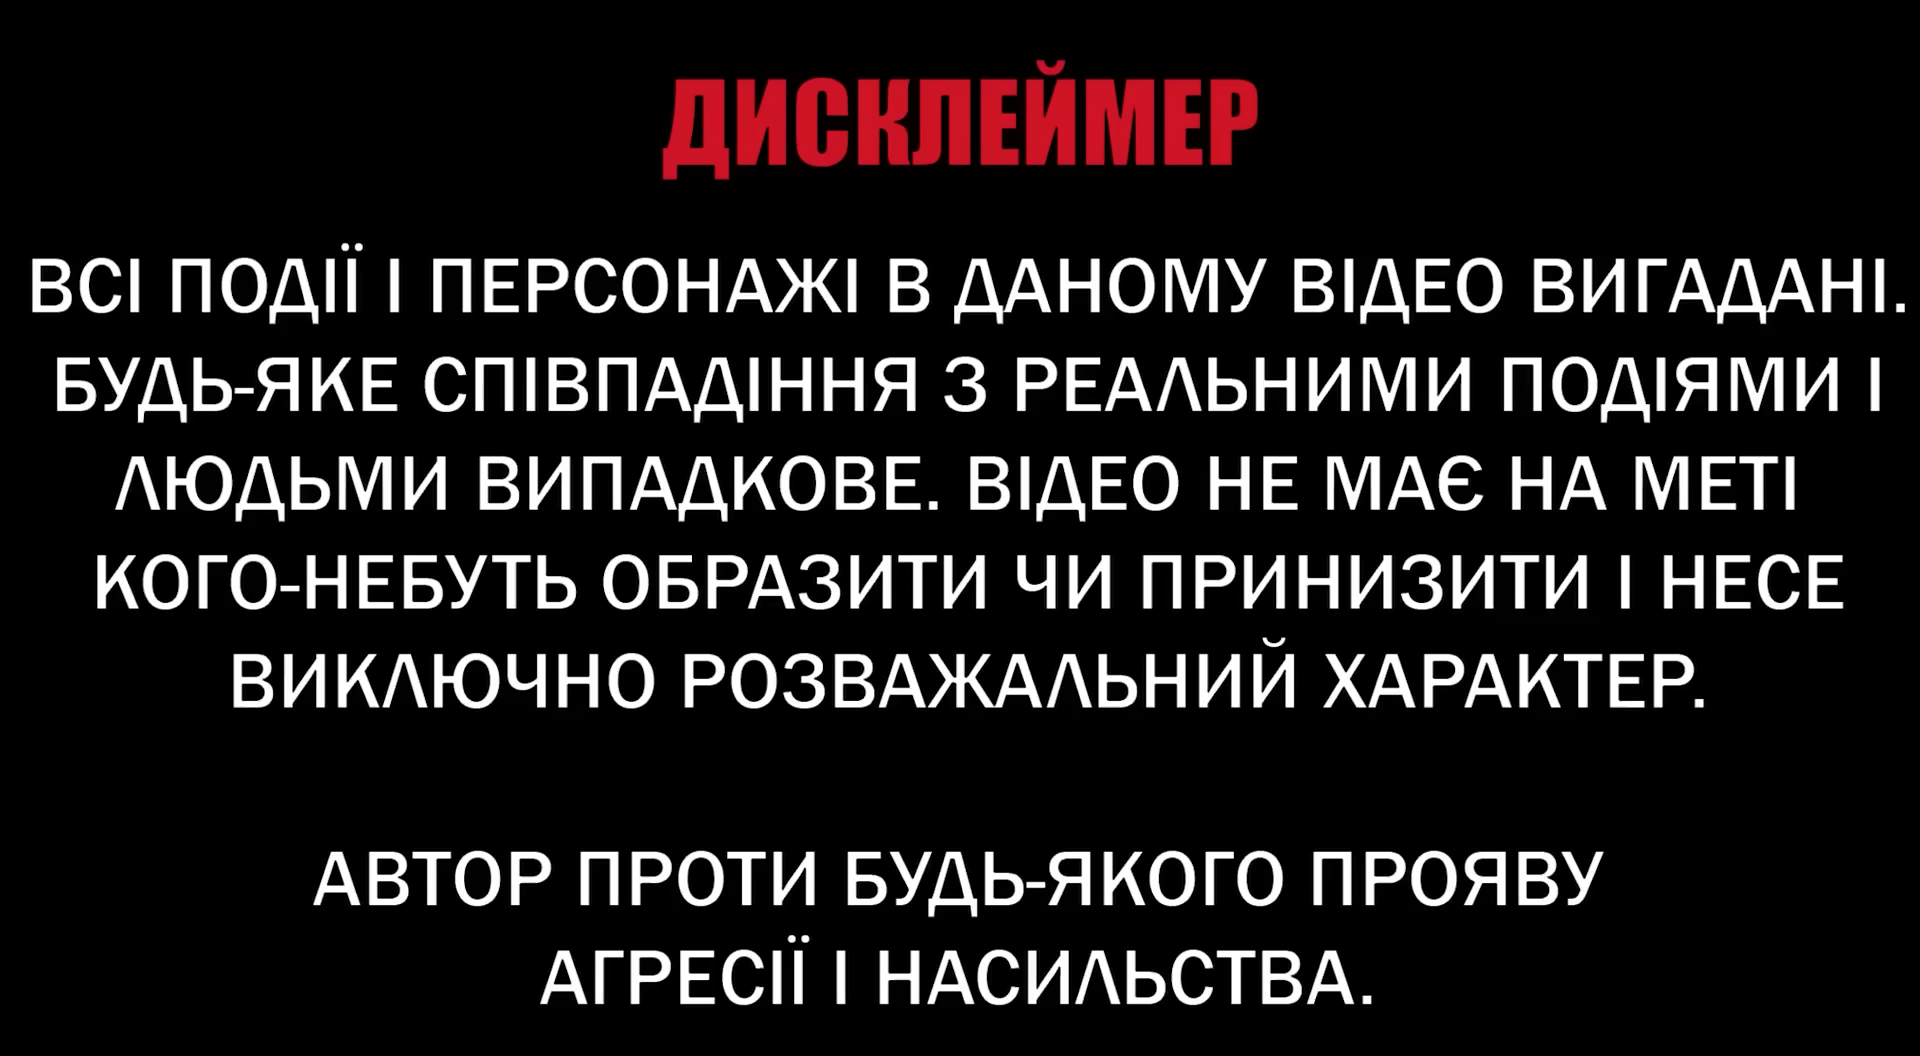 ДИСКЛЕЙМЕР
ВСІ ПОДІЇ І ПЕРСОНАЖІ В ДАНОМУ ВІДЕО ВИГАДАНІ.
БУДЬ-ЯКЕ СПІВПАДІННЯ З РЕАЛЬНИМИ ПОДІЯМИ І
ЛЮДЬМИ ВИПАДКОВЕ. ВІДЕО НЕ МАЄ НА МЕТІ
КОГО-НЕБУТЬ ОБРАЗИТИ ЧИ ПРИНИЗИТИ І НЕСЕ
ВИКЛЮЧНО РОЗВАЖАЛЬНИЙ ХАРАКТЕР.
АВТОР ПРОТИ БУДЬ-ЯКОГО ПРОЯВУ
АГРЕСІЇ І НАСИЛЬСТВА.